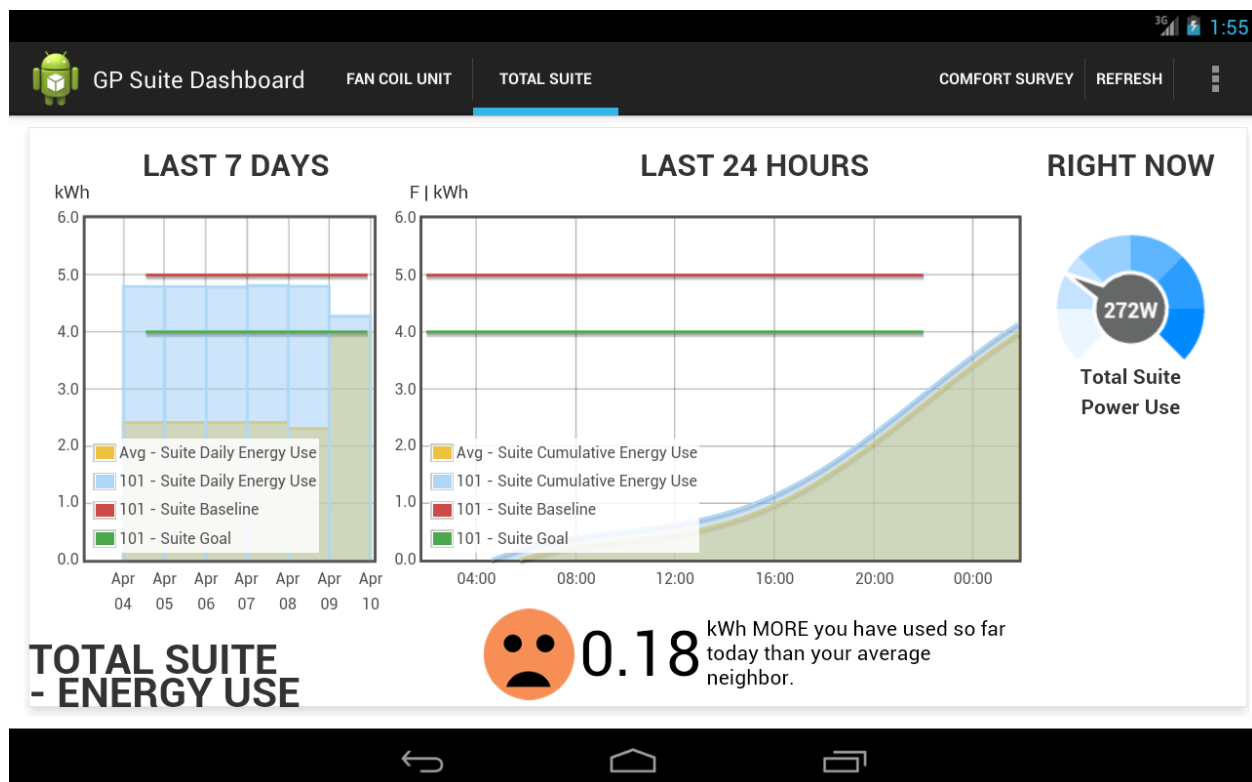 3G 1:55
GP Suite Dashboard FAN COIL UNIT TOTAL SUITE COMFORT SURVEY REFRESH
LAST 7 DAYS
kWh
6.0
5.0
4.0
3.0
2.0
1.0
0.0
Avg - Suite Daily Energy Use
101 - Suite Daily Energy Use
101 - Suite Baseline
101 - Suite Goal
Apr Apr Apr Apr Apr Apr Apr
04 05 06 07 08 09 10
LAST 24 HOURS
F | kWh
6.0
5.0
4.0
3.0
2.0
1.0
0.0
Avg - Suite Cumulative Energy Use
101 - Suite Cumulative Energy Use
101 - Suite Baseline
101 - Suite Goal
04:00 08:00 12:00 16:00 20:00 00:00
RIGHT NOW
272W
Total Suite
Power Use
TOTAL SUITE
- ENERGY USE
0.18
kWh MORE you have used so far
today than your average
neighbor.